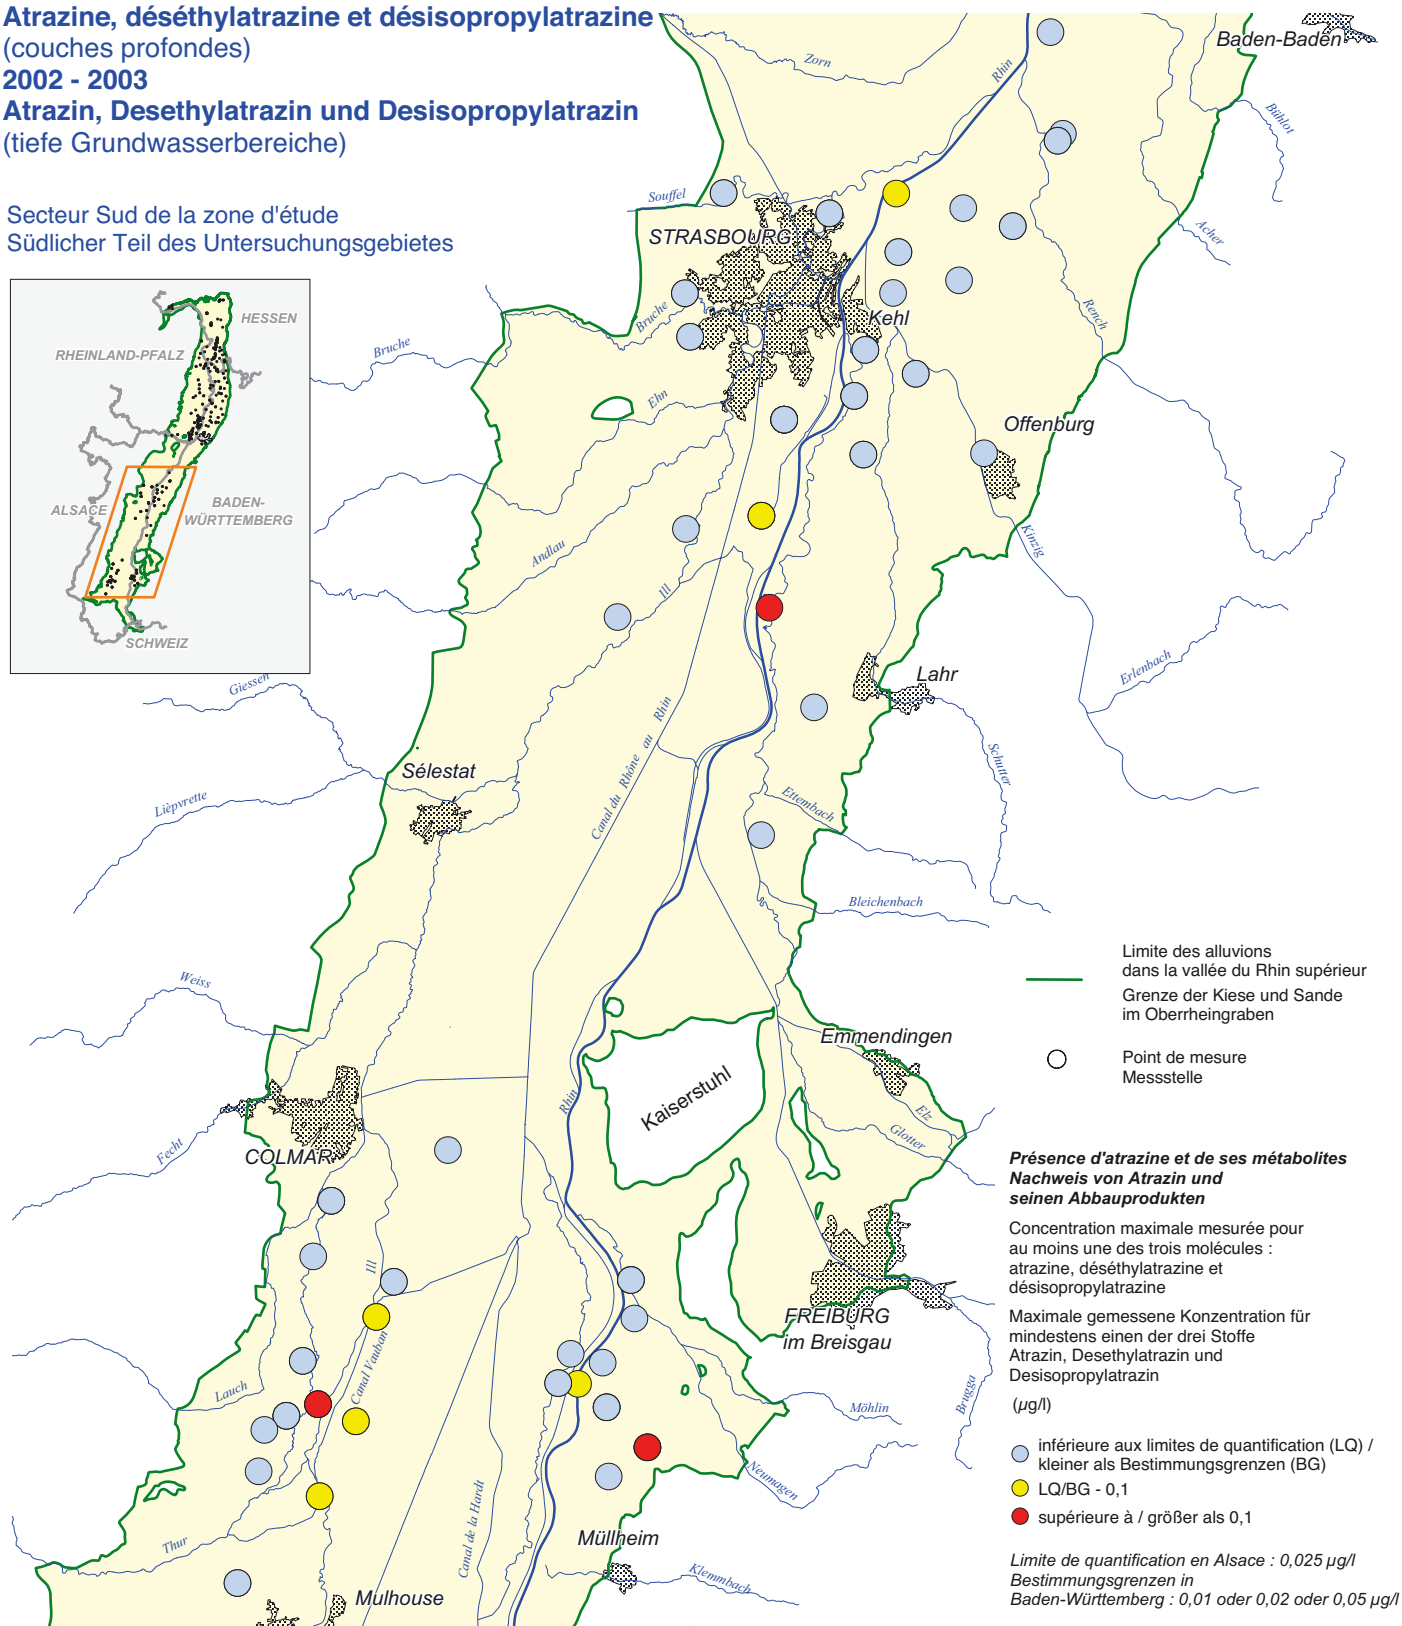 Atrazine, déséthylatrazine et désisopropylatrazine
(couches profondes)
2002 - 2003
Atrazin, Desethylatrazin und Desisopropylatrazin
(tiefe Grundwasserbereiche)
Secteur Sud de la zone d'étude
Südlicher Teil des Untersuchungsgebietes
HESSEN
RHEINLAND-PFALZ
ALSACE
BADEN-
WÜRTTEMBERG
SCHWEIZ
Baden-Baden
Zorn
Rhin
Bühlot
Souffel
STRASBOURG
Acher
Rench
Bruche
Bruche
Kehl
Ehn
Offenburg
Kinzig
Andlau
Ill
Lahr
Erlenbach
Giessen
Schutter
Canal du Rhône au Rhin
Sélestat
Lièpvrette
Ettembach
Bleichenbach
Weiss
Emmendingen
Kaiserstuhl
Rhin
Elz
Glotter
Fecht
COLMAR
Ill
FREIBURG
im Breisgau
Canal Vauban
Lauch
Möhlin
Brugga
Neumagen
Canal de la Hardt
Thur
Müllheim
Klemmbach
Mulhouse
Limite des alluvions
dans la vallée du Rhin supérieur
Grenze der Kiese und Sande
im Oberrheingraben
Point de mesure
Messstelle
Présence d'atrazine et de ses métabolites
Nachweis von Atrazin und
seinen Abbauprodukten
Concentration maximale mesurée pour
au moins une des trois molécules :
atrazine, déséthylatrazine et
désisopropylatrazine
Maximale gemessene Konzentration für
mindestens einen der drei Stoffe
Atrazin, Desethylatrazin und
Desisopropylatrazin
(µg/l)
inférieure aux limites de quantification (LQ) /
kleiner als Bestimmungsgrenzen (BG)
LQ/BG - 0,1
supérieure à / größer als 0,1
Limite de quantification en Alsace : 0,025 µg/l
Bestimmungsgrenzen in
Baden-Württemberg : 0,01 oder 0,02 oder 0,05 µg/l